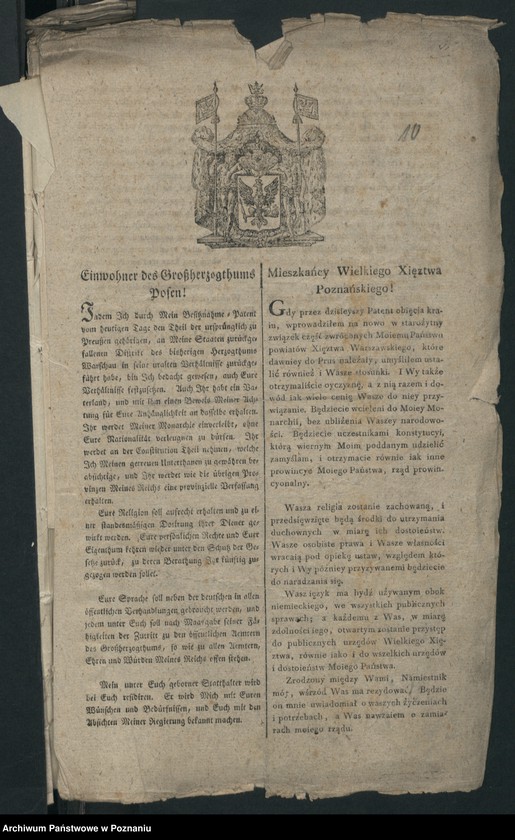 10
Einwohner des Großherzogthums
Posen!
Indem Ich durch Mein Besitznahme-Patent
vom heutigen Tage den Theil der ursprünglich zu
Preußen gehörigen, an Meine Staaten zurückge-
fallenen Districte des bisherigen Herzogthums
Warschau in seine uralten Verhältnisse zurückge-
führt habe, bin Ich bedacht gewesen, auch Eure
Verhältnisse festzusetzen. Auch Ihr habt ein Va-
terland, und mit ihm einen Beweis Meiner Ach-
tung für Eure Anhänglichkeit an dasselbe erhalten.
Ihr werdet Meiner Monarchie einverleibt, ohne
Eure Nationalität verleugnen zu dürfen. Ihr
werdet an der Constitution Theil nehmen, welche
Ich Meinen getreuen Unterthanen zu gewähren be-
absichtige, und Ihr werdet wie die übrigen Pro-
vinzen Meines Reichs eine provinzielle Verfassung
erhalten.
Eure Religion soll aufrecht erhalten und zu ei-
ner standesmäßigen Dotirung ihrer Diener ge-
wirkt werden. Eure persönlichen Rechte und Euer
Eigenthum kehren wieder unter den Schutz der Ge-
setze zurück, zu deren Berathung Ihr künftig zu-
gezogen werden sollet.
Eure Sprache soll neben der deutschen in allen
öffentlichen Verhandlungen gebraucht werden, und
jedem unter Euch soll nach Maasgabe seiner Fä-
higkeiten der Zutritt zu den öffentlichen Aemtern
des Großherzogthums, so wie zu allen Aemtern,
Ehren und Würden Meines Reichs offen stehen.
Mein unter Euch geborner Statthalter wird
bei Euch residiren. Er wird Mich mit Euren
Wünschen und Bedürfnissen, und Euch mit den
Absichten Meiner Regierung bekannt machen.
Mieszkańcy Wielkiego Xięztwa
Poznańskiego!
Gdy przez dzisieyszy Patent obięcia kra-
iu, wprowadziłem na nowo w starożytny
związek część zwróconych Moiemu Państwu
powiatów Xięztwa Warszawskiego, które
dawniey do Prus należały, umyśliłem usta-
lić również i Wasze stosunki. I Wy także
otrzymaliście oyczyznę, a z nią razem i do-
wód iak wiele cenię Wasze do niey przy-
wiązanie. Będziecie wcieleni do Moiey Mo-
narchii, bez ubliżenia Waszey narodowo-
ści. Będziecie uczestnikami konstytucyi,
którą wiernym Moim poddanym udzielić
zamyślam, i otrzymacie równie iak inne
prowincye Moiego Państwa, rząd prowin-
cyonalny.
Wasza religia zostanie zachowaną, i
przedsięwzięte będą środki do utrzymania
duchownych w miarę ich dostoieństw.
Wasze osobiste prawa i Wasze własności
wracaią pod opiekę ustaw, względem któ-
rych i Wy późniey przyzywanemi będziecie
do naradzania się.
Wasz ięzyk ma bydź używanym obuk
niemieckiego, we wszystkich publicznych
sprawach; a każdemu z Was, w miarę
zdolności iego, otwartym zostanie przystęp
do publicznych urzędów Wielkiego Xię-
ztwa, równie iako i do wszelkich urzędów
i dostoieństw Moiego Państwa.
Zrodzony między Wami, Namiestnik
móy, wśród Was ma rezydować. Będzie
on mnie uwiadomiał o waszych życzeniach
i potrzebach, a Was nawzaiem o zamia-
rach moiego rządu.
Archiwum Państwowe w Poznaniu